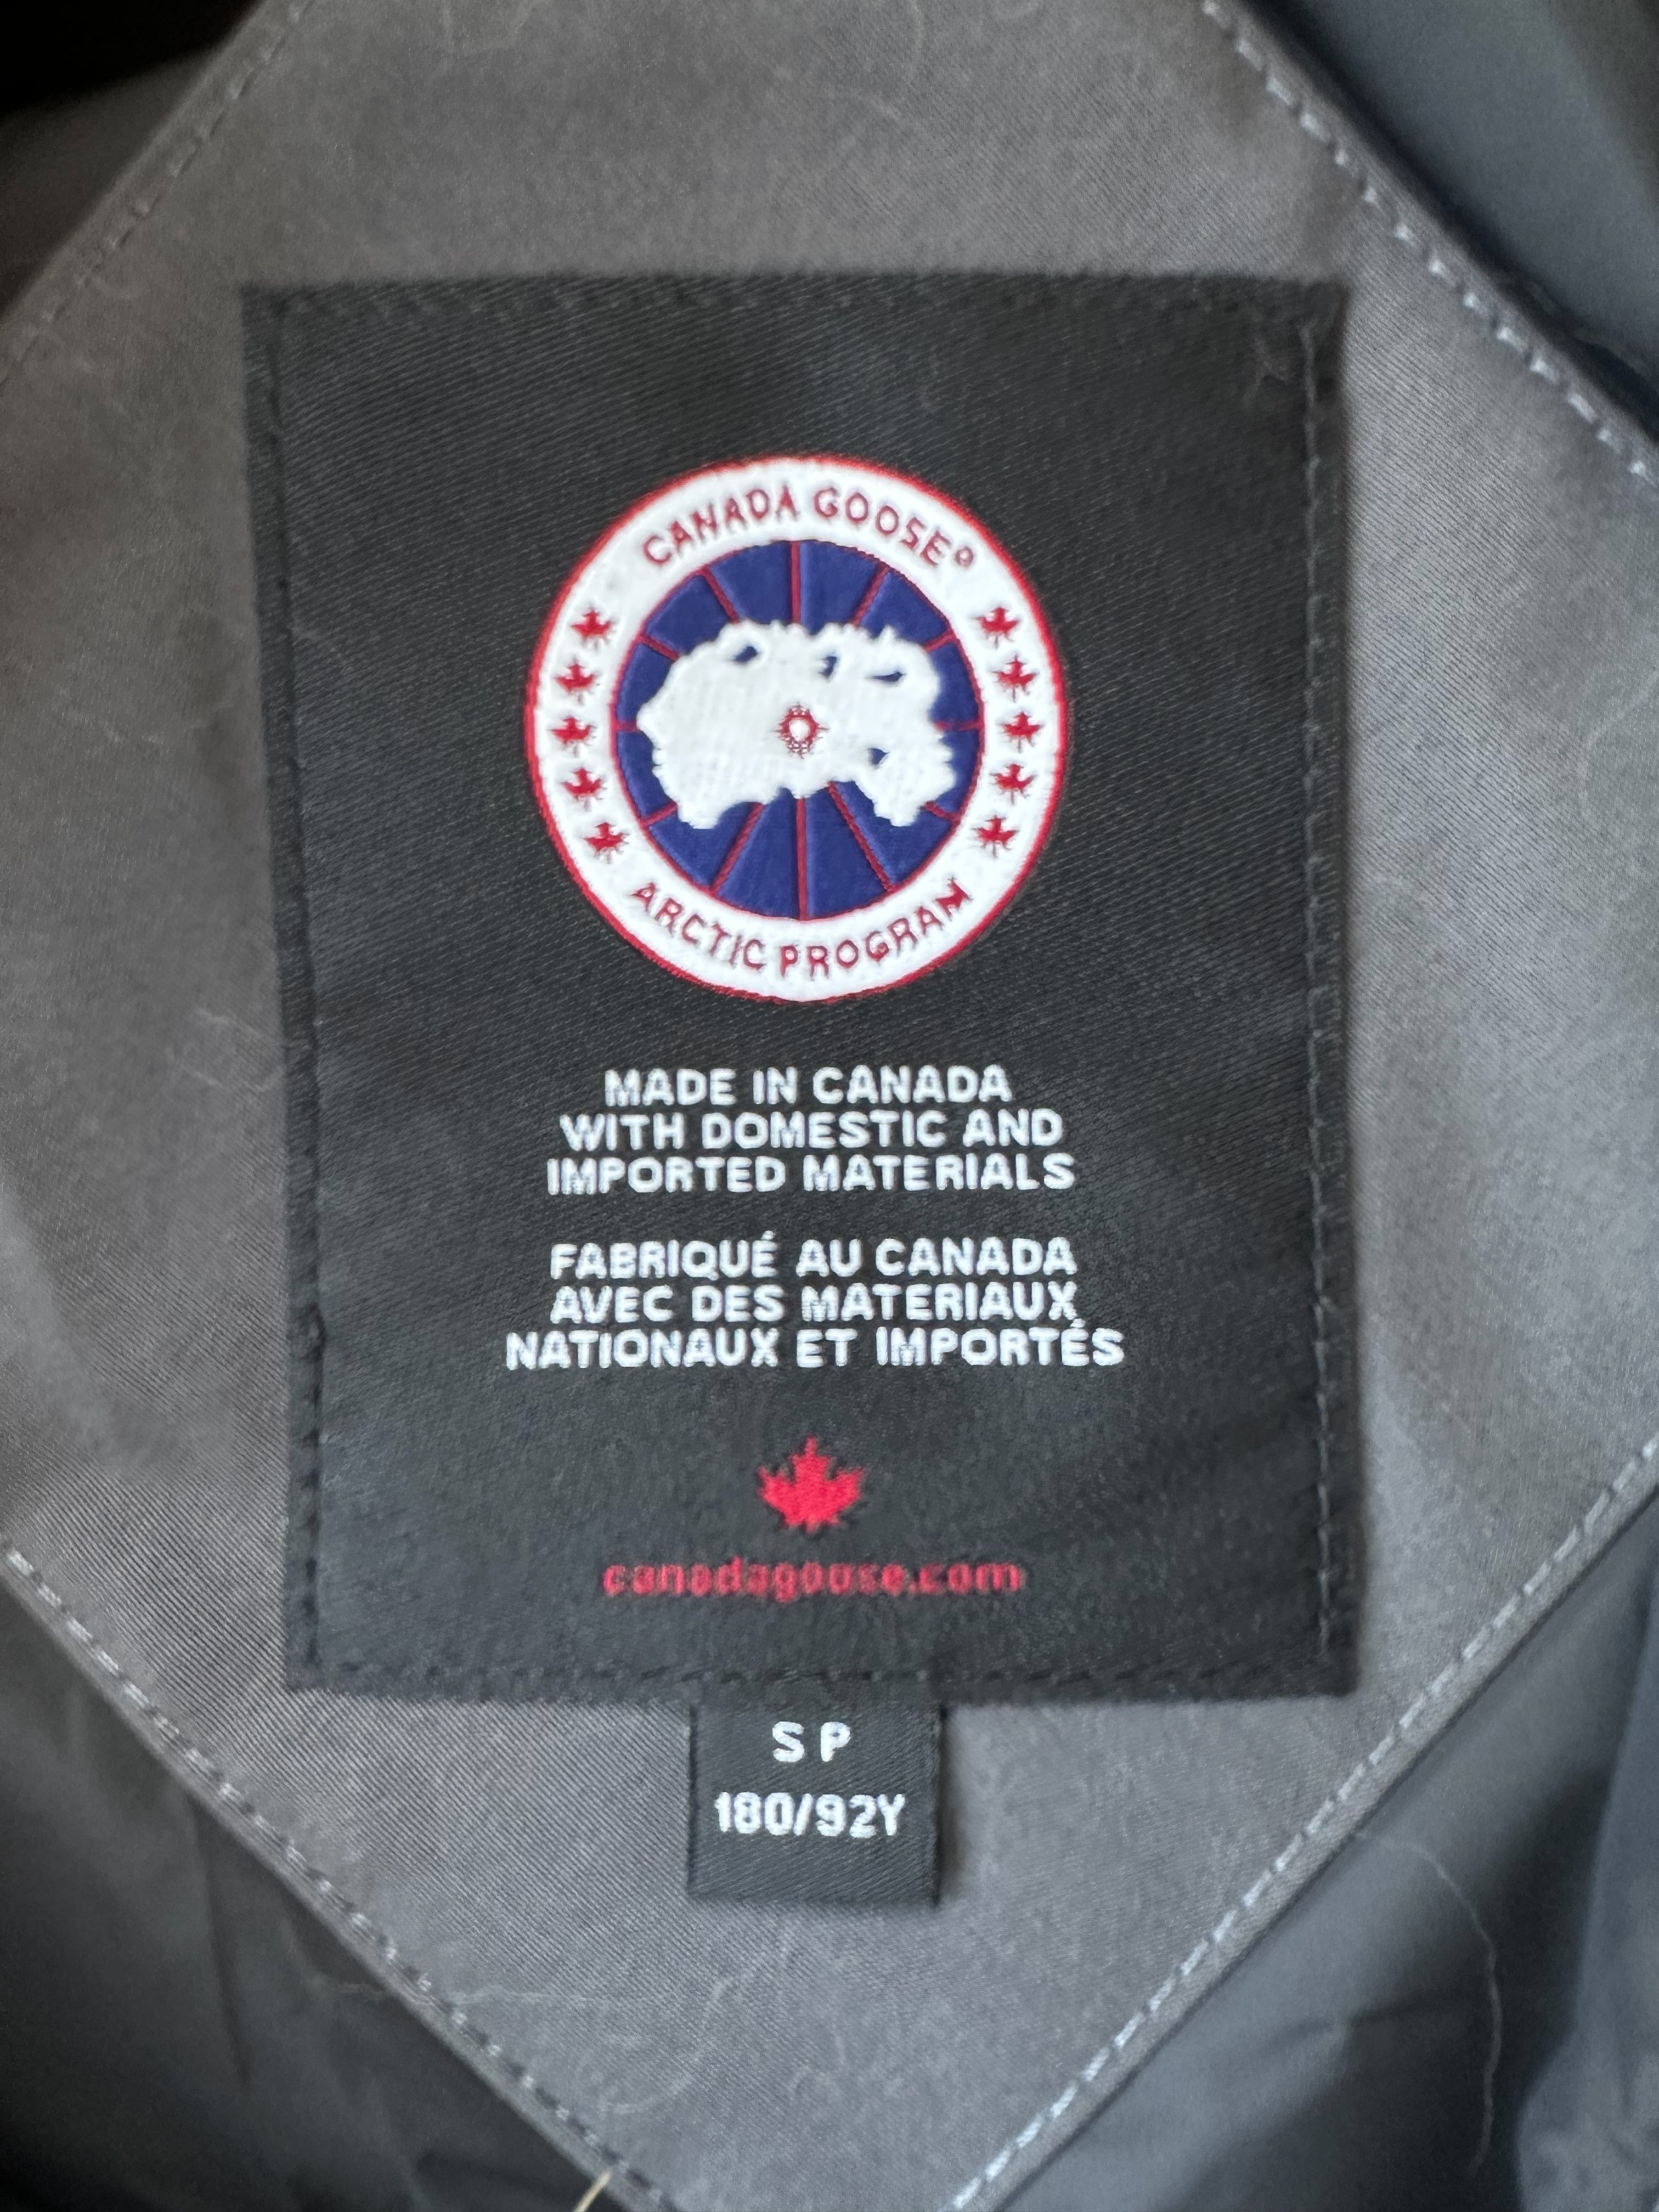 CANADA GOOSE®
ARCTIC PROGRAM
MADE IN CANADA
WITH DOMESTIC AND
IMPORTED MATERIALS
FABRIQUÉ AU CANADA
AVEC DES MATERIAUX
NATIONAUX ET IMPORTÉS
canadagoose.com
S P
180/92Y